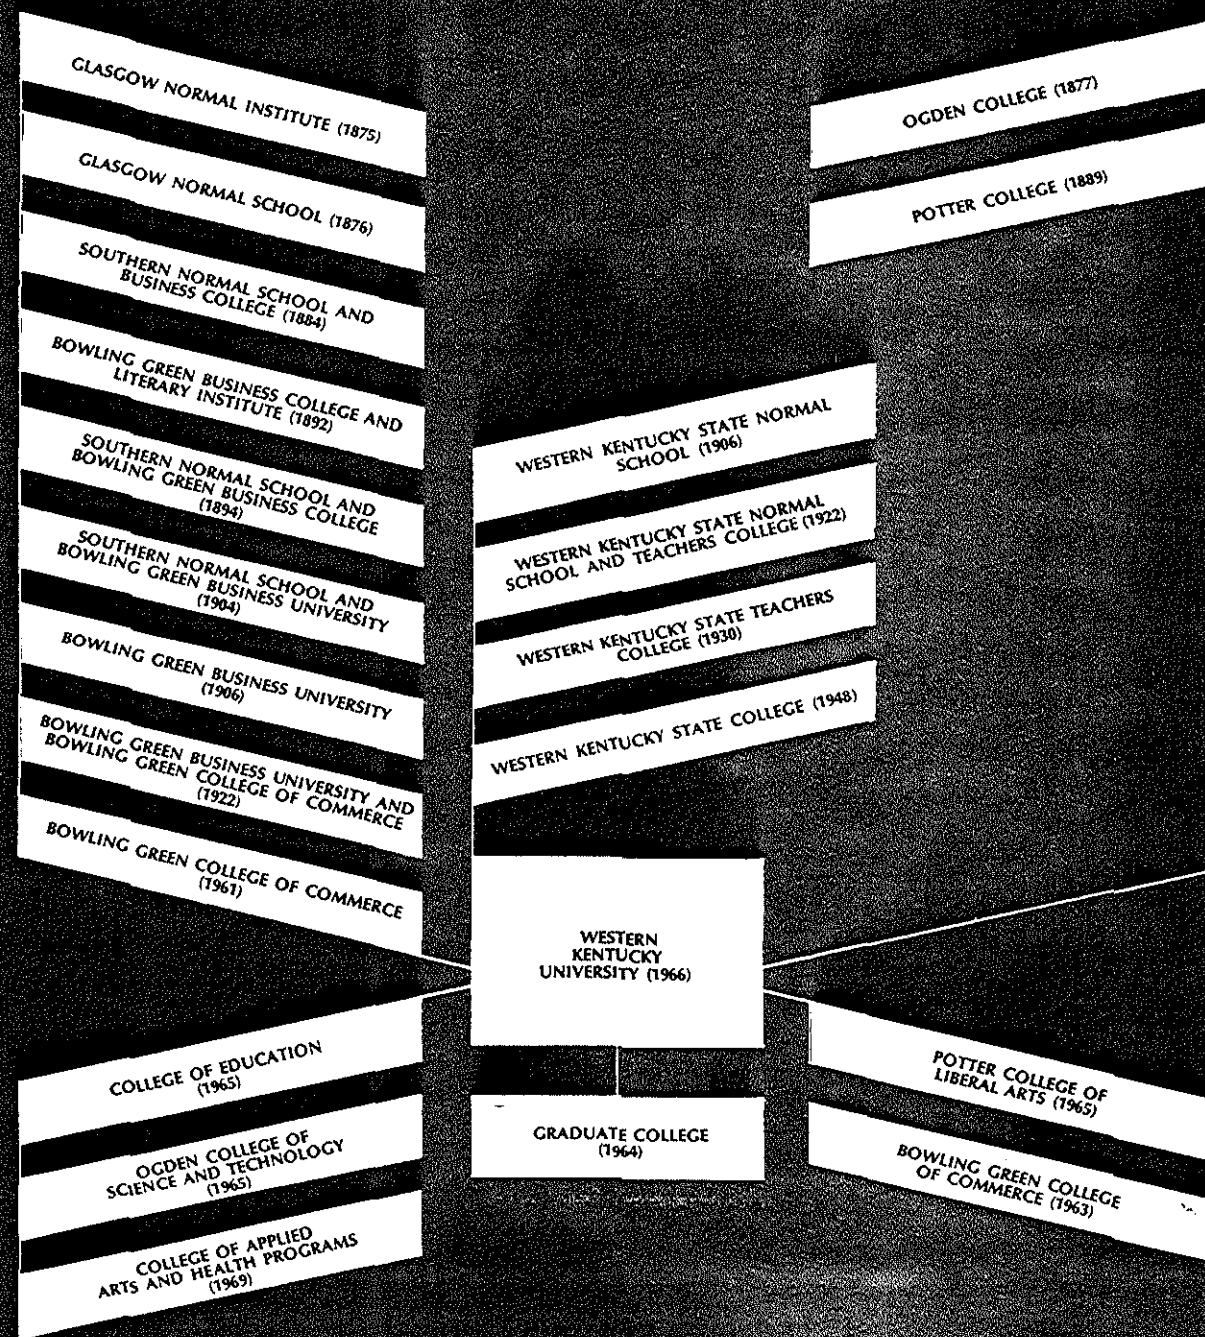 GLASGOW NORMAL INSTITUTE (1875)
GLASGOW NORMAL SCHOOL (1876)
SOUTHERN NORMAL SCHOOL AND
BUSINESS COLLEGE (1884)
BOWLING GREEN BUSINESS COLLEGE AND
LITERARY INSTITUTE (1892)
SOUTHERN NORMAL SCHOOL AND
BOWLING GREEN BUSINESS COLLEGE
(1894)
SOUTHERN NORMAL SCHOOL AND
BOWLING GREEN BUSINESS UNIVERSITY
(1904)
BOWLING GREEN BUSINESS UNIVERSITY
(1906)
BOWLING GREEN BUSINESS UNIVERSITY AND
BOWLING GREEN COLLEGE OF COMMERCE
(1922)
BOWLING GREEN COLLEGE OF COMMERCE
(1961)
OGDEN COLLEGE (1877)
POTTER COLLEGE (1889)
WESTERN KENTUCKY STATE NORMAL
SCHOOL (1906)
WESTERN KENTUCKY STATE NORMAL
SCHOOL AND TEACHERS COLLEGE (1922)
WESTERN KENTUCKY STATE TEACHERS
COLLEGE (1930)
WESTERN KENTUCKY STATE COLLEGE (1948)
WESTERN
KENTUCKY
UNIVERSITY (1966)
COLLEGE OF EDUCATION
(1965)
OGDEN COLLEGE OF
SCIENCE AND TECHNOLOGY
(1965)
COLLEGE OF APPLIED
ARTS AND HEALTH PROGRAMS
(1969)
GRADUATE COLLEGE
(1964)
POTTER COLLEGE OF
LIBERAL ARTS (1965)
BOWLING GREEN COLLEGE
OF COMMERCE (1963)